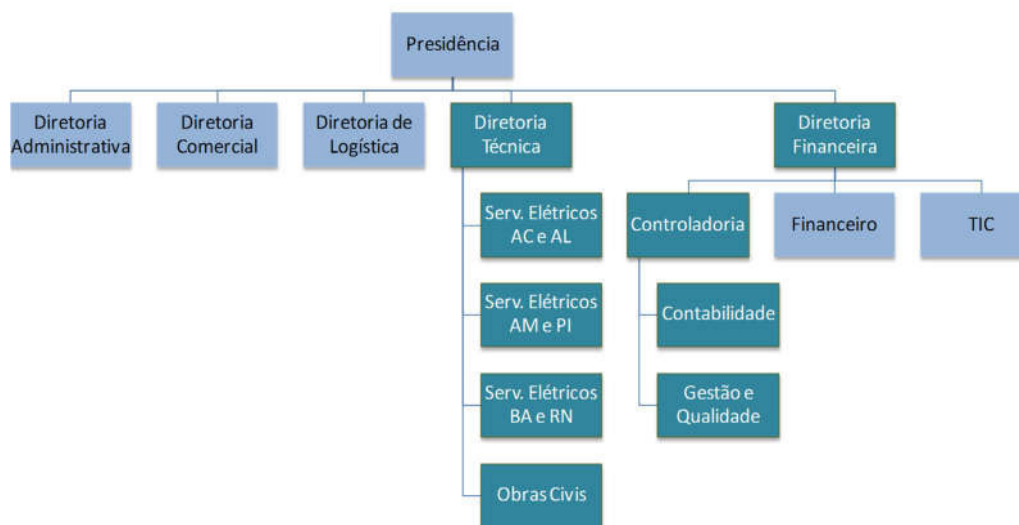 Presidência
Diretoria
Administrativa
Diretoria
Comercial
Diretoria de
Logística
Diretoria
Técnica
Diretoria
Financeira
Serv. Elétricos
AC e AL
Controladoria
Financeiro
TIC
Serv. Elétricos
AM e PI
Contabilidade
Serv. Elétricos
BA e RN
Gestão e
Qualidade
Obras Civis